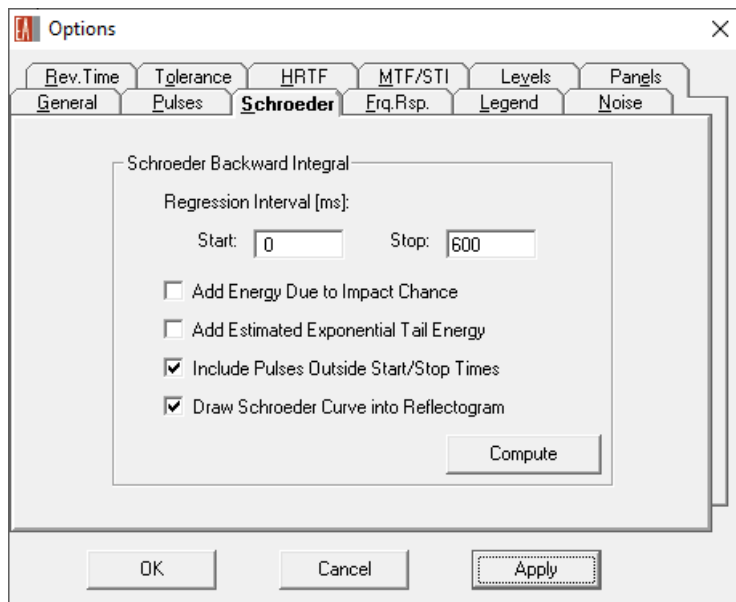 EA Options
Rev.Time Tolerance HRTF MTF/STI Levels Panels
General Pulses Schroeder Frq.Rsp. Legend Noise
Schroeder Backward Integral
Regression Interval [ms]:
Start: 0 Stop: 600
Add Energy Due to Impact Chance
Add Estimated Exponential Tail Energy
Include Pulses Outside Start/Stop Times
Draw Schroeder Curve into Reflectogram
Compute
OK Cancel Apply